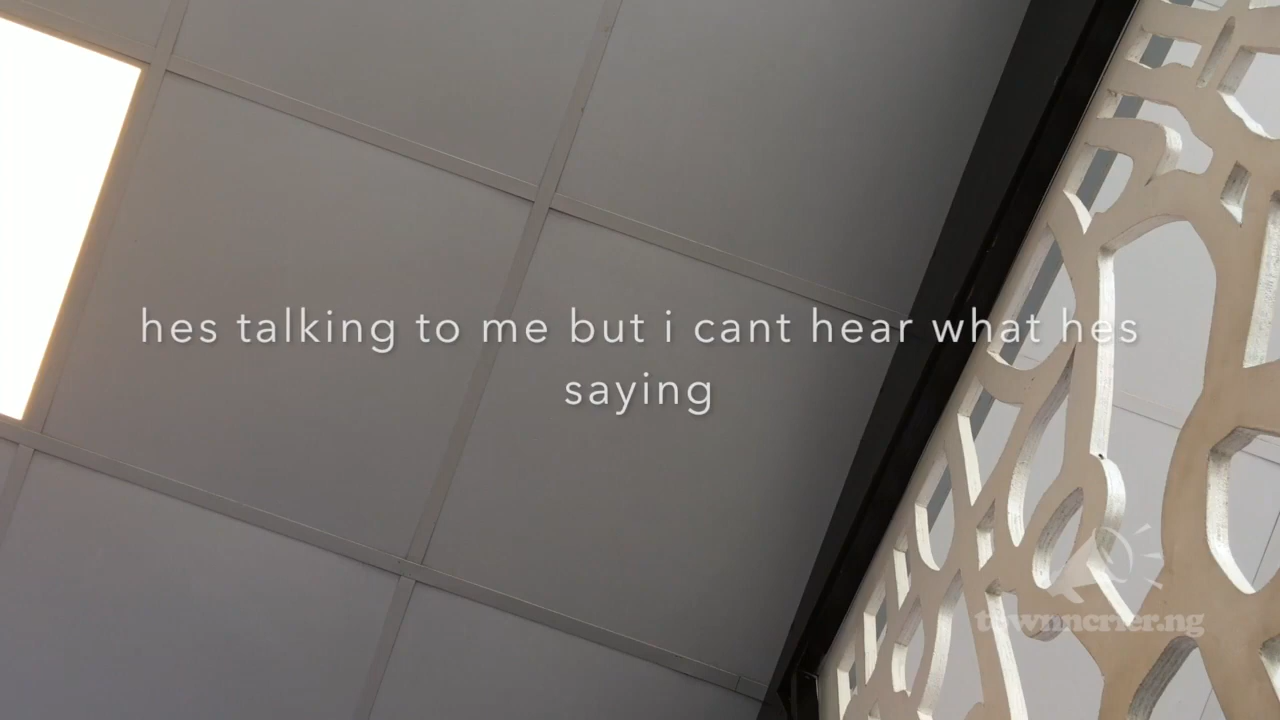 hes talking to me but i cant hear what hes
saying
townncrier.ng